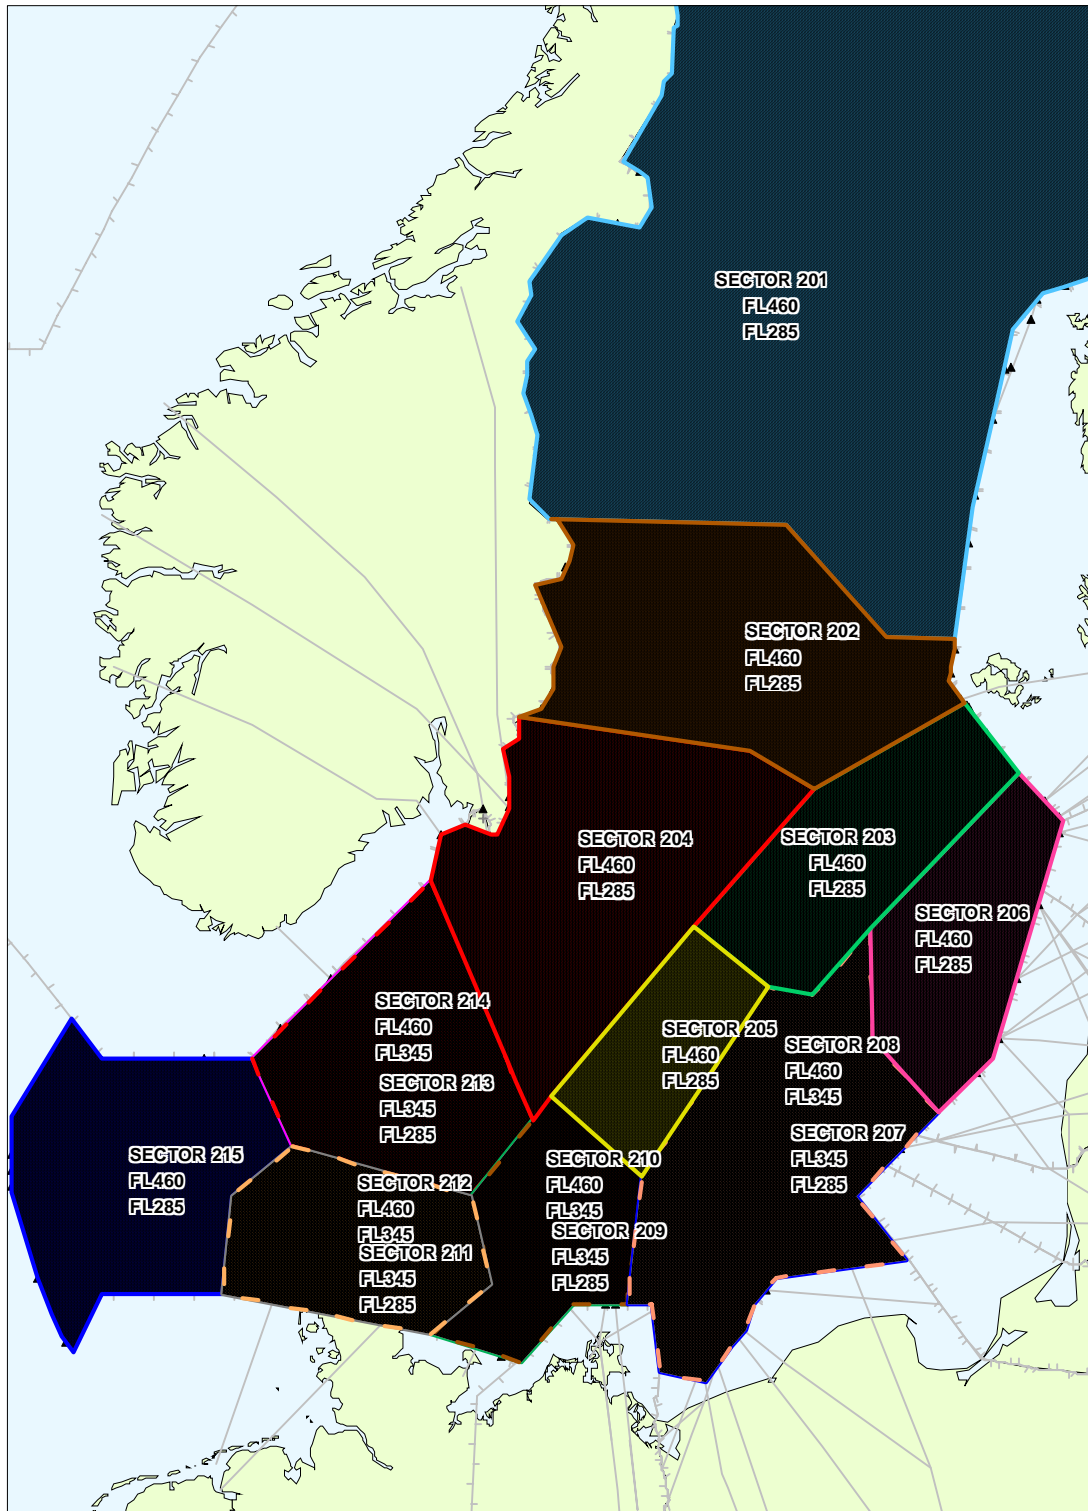 SECTOR 201
FL460
FL285
SECTOR 202
FL460
FL285
SECTOR 204
FL460
FL285
SECTOR 203
FL460
FL285
SECTOR 206
FL460
FL285
SECTOR 214
FL460
FL345
SECTOR 205
FL460
FL285
SECTOR 208
FL460
FL345
SECTOR 213
FL345
FL285
SECTOR 207
FL345
FL285
SECTOR 215
FL460
FL285
SECTOR 210
FL460
FL345
SECTOR 212
FL460
FL345
SECTOR 209
FL345
FL285
SECTOR 211
FL345
FL285